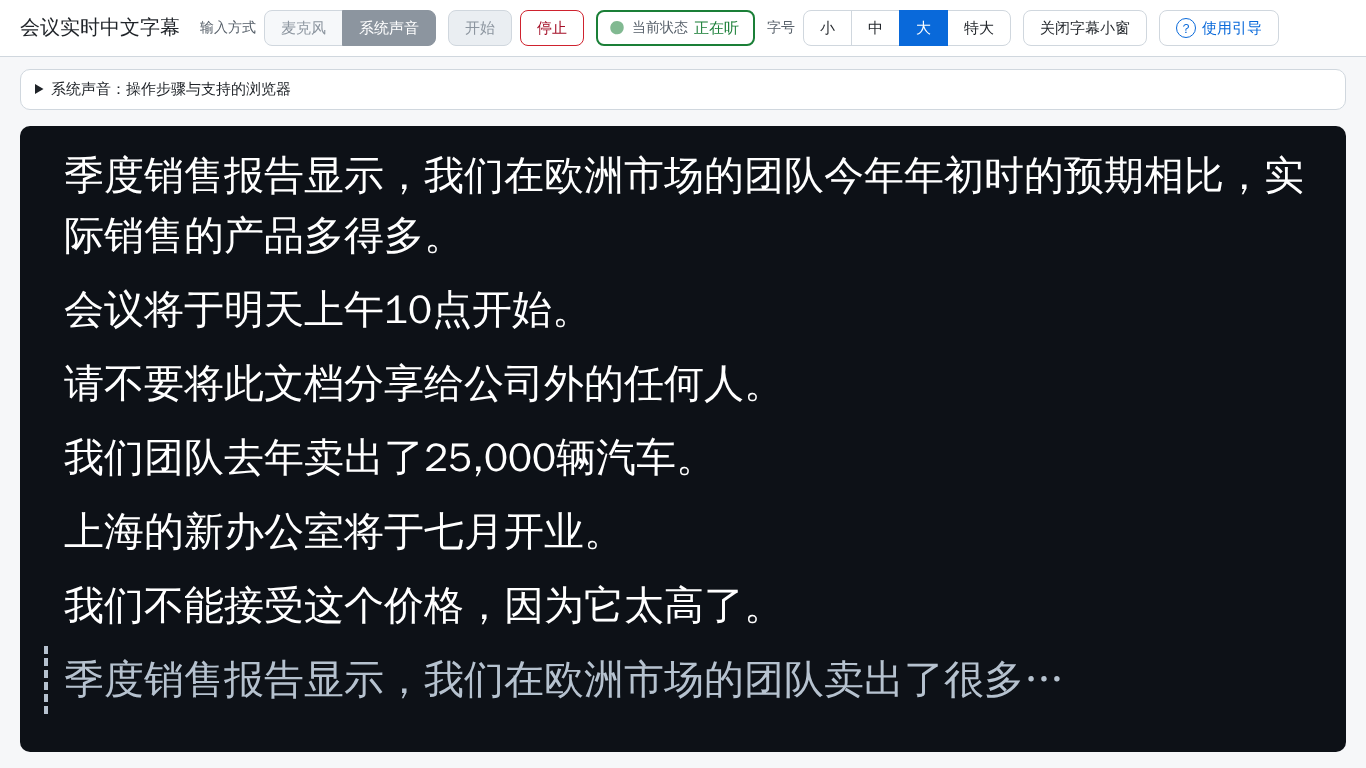 会议实时中文字幕 输入方式 麦克风 系统声音 开始 停止 当前状态 正在听 字号 小 中 大 特大 关闭字幕小窗 ? 使用引导
▶ 系统声音：操作步骤与支持的浏览器
季度销售报告显示，我们在欧洲市场的团队今年年初时的预期相比，实
际销售的产品多得多。
会议将于明天上午10点开始。
请不要将此文档分享给公司外的任何人。
我们团队去年卖出了25,000辆汽车。
上海的新办公室将于七月开业。
我们不能接受这个价格，因为它太高了。
季度销售报告显示，我们在欧洲市场的团队卖出了很多…